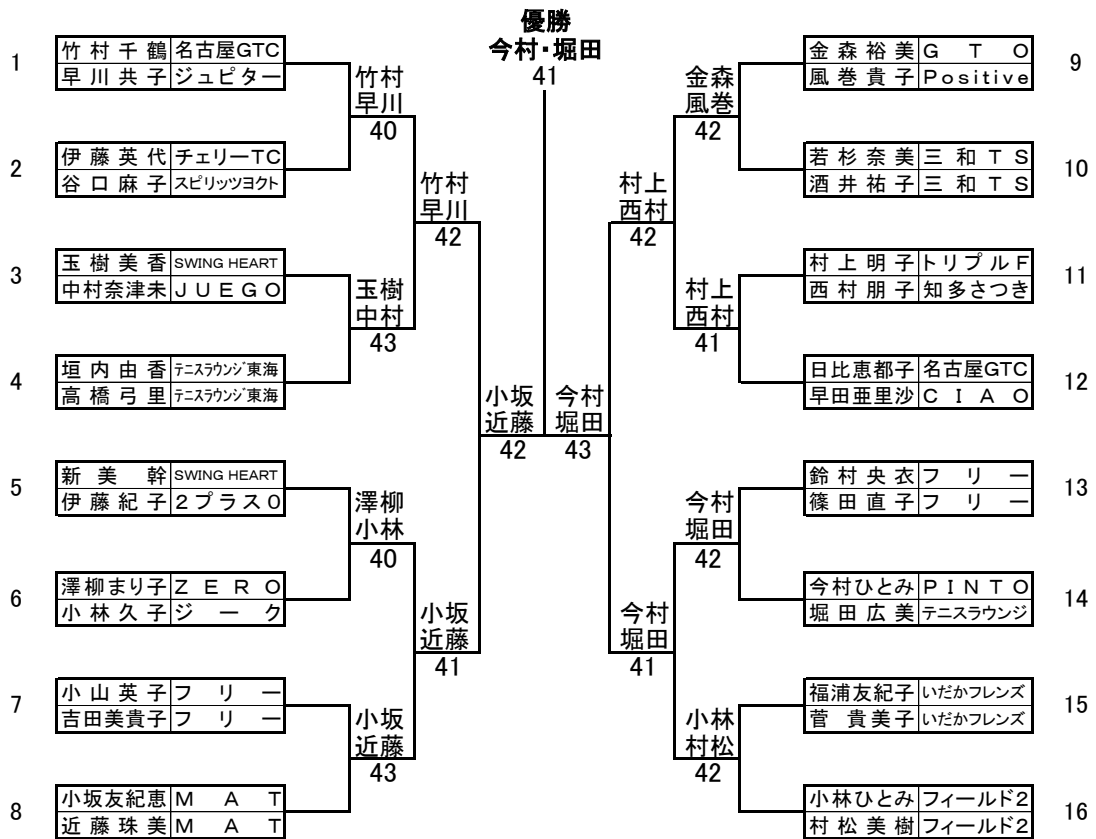 優勝
今村・堀田
41
1
竹村千鶴 名古屋GTC
早川共子 ジュピター
2
伊藤英代 チェリーTC
谷口麻子 スピリッツヨクト
3
玉樹美香 SWING HEART
中村奈津未 JUEGO
4
垣内由香 テニスラウンジ東海
高橋弓里 テニスラウンジ東海
5
新美幹 SWING HEART
伊藤紀子 2プラス0
6
澤柳まり子 ZERO
小林久子 ジーク
7
小山英子 フリー
吉田美貴子 フリー
8
小坂友紀恵 MAT
近藤珠美 MAT
竹村
早川
40
玉樹
中村
43
澤柳
小林
40
小坂
近藤
43
竹村
早川
42
小坂
近藤
41
小坂
近藤
42
今村
堀田
43
村上
西村
42
今村
堀田
41
金森
風巻
42
村上
西村
41
今村
堀田
42
小林
村松
42
金森裕美 GTO
風巻貴子 Positive
9
若杉奈美 三和TS
酒井祐子 三和TS
10
村上明子 トリプルF
西村朋子 知多さつき
11
日比恵都子 名古屋GTC
早田亜里沙 CIAO
12
鈴村央衣 フリー
篠田直子 フリー
13
今村ひとみ PINTO
堀田広美 テニスラウンジ
14
福浦友紀子 いだかフレンズ
菅貴美子 いだかフレンズ
15
小林ひとみ フィールド2
村松美樹 フィールド2
16